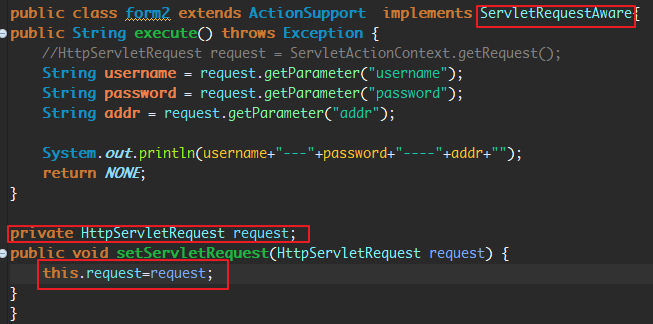 public class form2 extends ActionSupport  implements ServletRequestAware{
public String execute() throws Exception {
    //HttpServletRequest request = ServletActionContext.getRequest();
    String username = request.getParameter("username");
    String password = request.getParameter("password");
    String addr = request.getParameter("addr");

    System.out.println(username+"---"+password+"----"+addr+"");
    return NONE;
}

private HttpServletRequest request;
public void setServletRequest(HttpServletRequest request) {
    this.request=request;
}
}